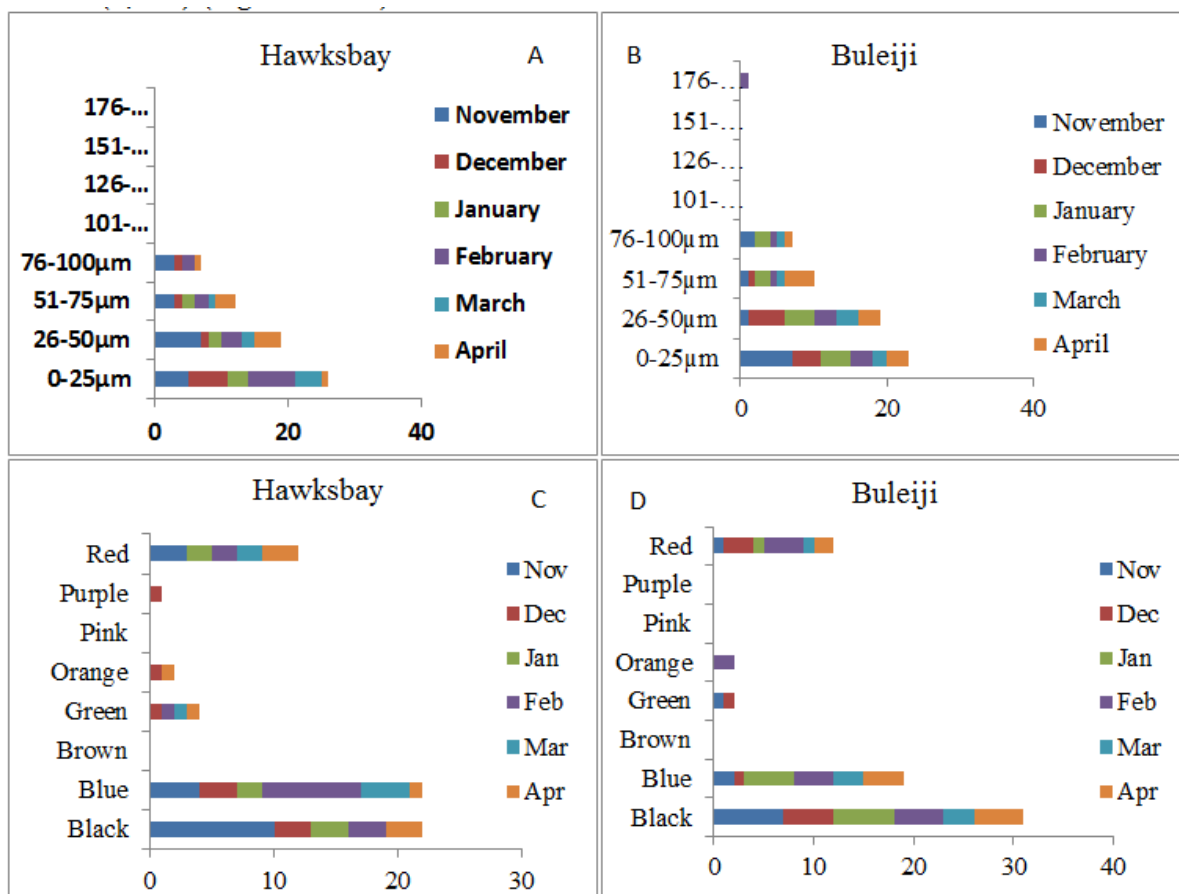 Hawksbay A
176-...
151-...
126-...
101-...
76-100µm
51-75µm
26-50µm
0-25µm
0 20 40
November
December
January
February
March
April
B Buleiji
176-...
151-...
126-...
101-...
76-100µm
51-75µm
26-50µm
0-25µm
0 20 40
November
December
January
February
March
April
Hawksbay C
Red
Purple
Pink
Orange
Green
Brown
Blue
Black
0 10 20 30
Nov
Dec
Jan
Feb
Mar
Apr
D Buleiji
Red
Purple
Pink
Orange
Green
Brown
Blue
Black
0 10 20 30 40
Nov
Dec
Jan
Feb
Mar
Apr